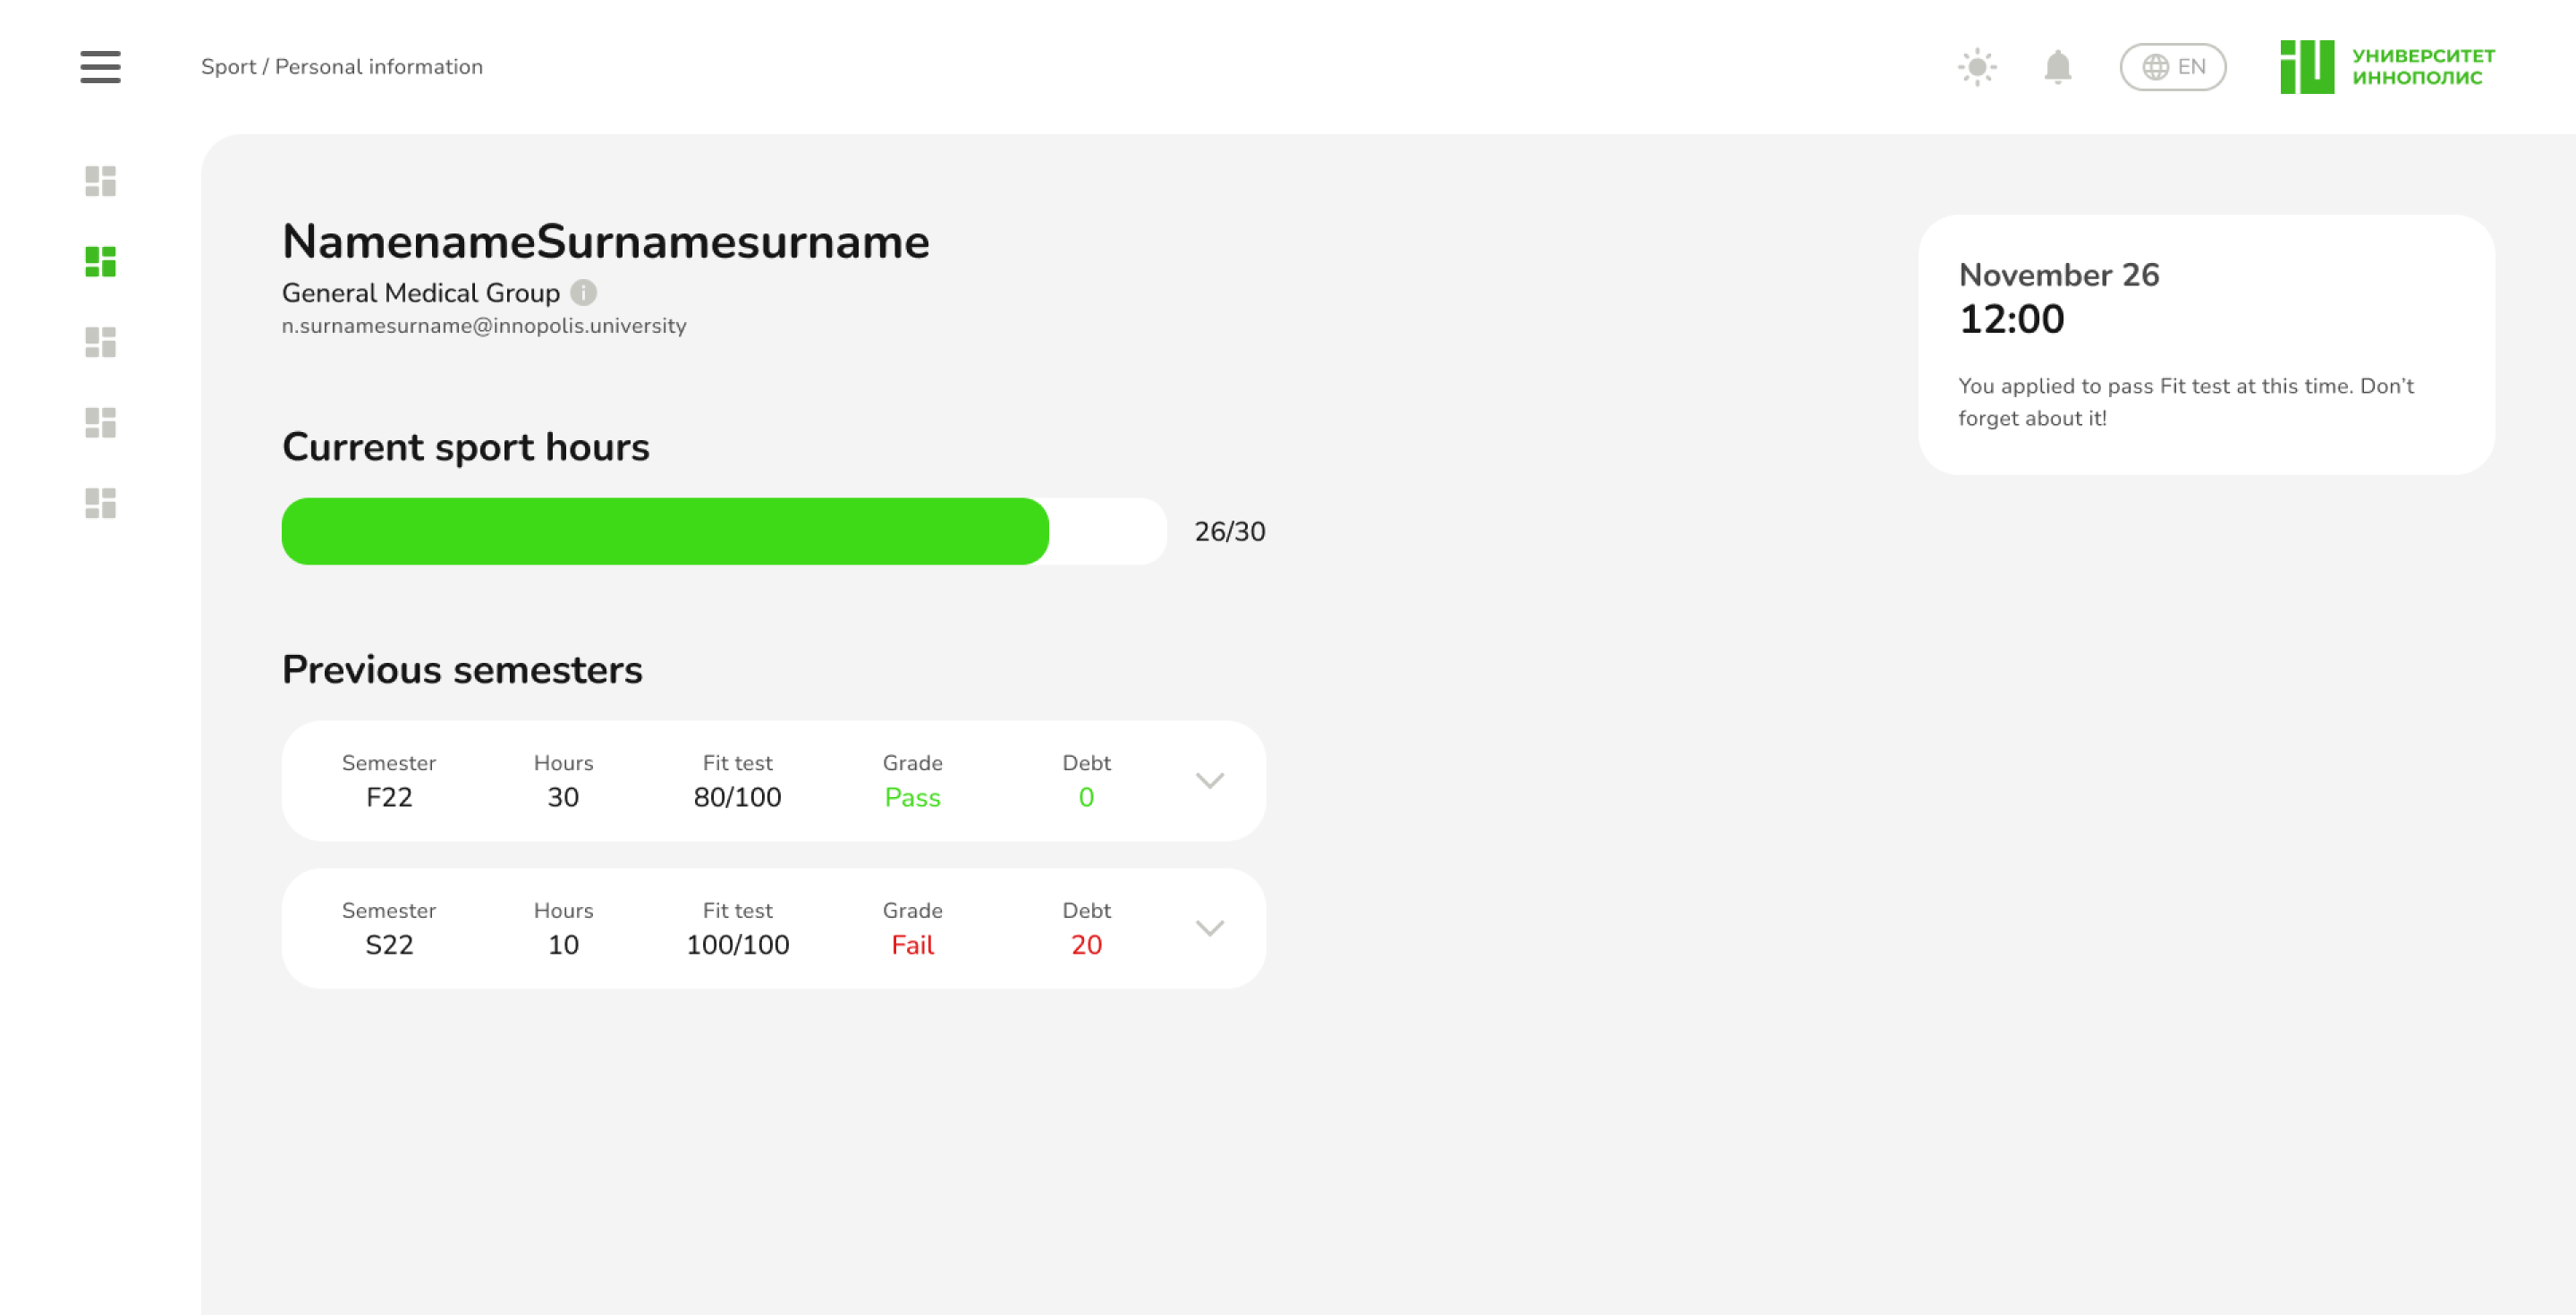 Sport / Personal information
EN
УНИВЕРСИТЕТ
ИННОПОЛИС
NamenameSurnamesurname
General Medical Group
n.surnamesurname@innopolis.university
November 26
12:00
You applied to pass Fit test at this time. Don’t
forget about it!
Current sport hours
26/30
Previous semesters
Semester Hours Fit test Grade Debt
F22 30 80/100 Pass 0
Semester Hours Fit test Grade Debt
S22 10 100/100 Fail 20